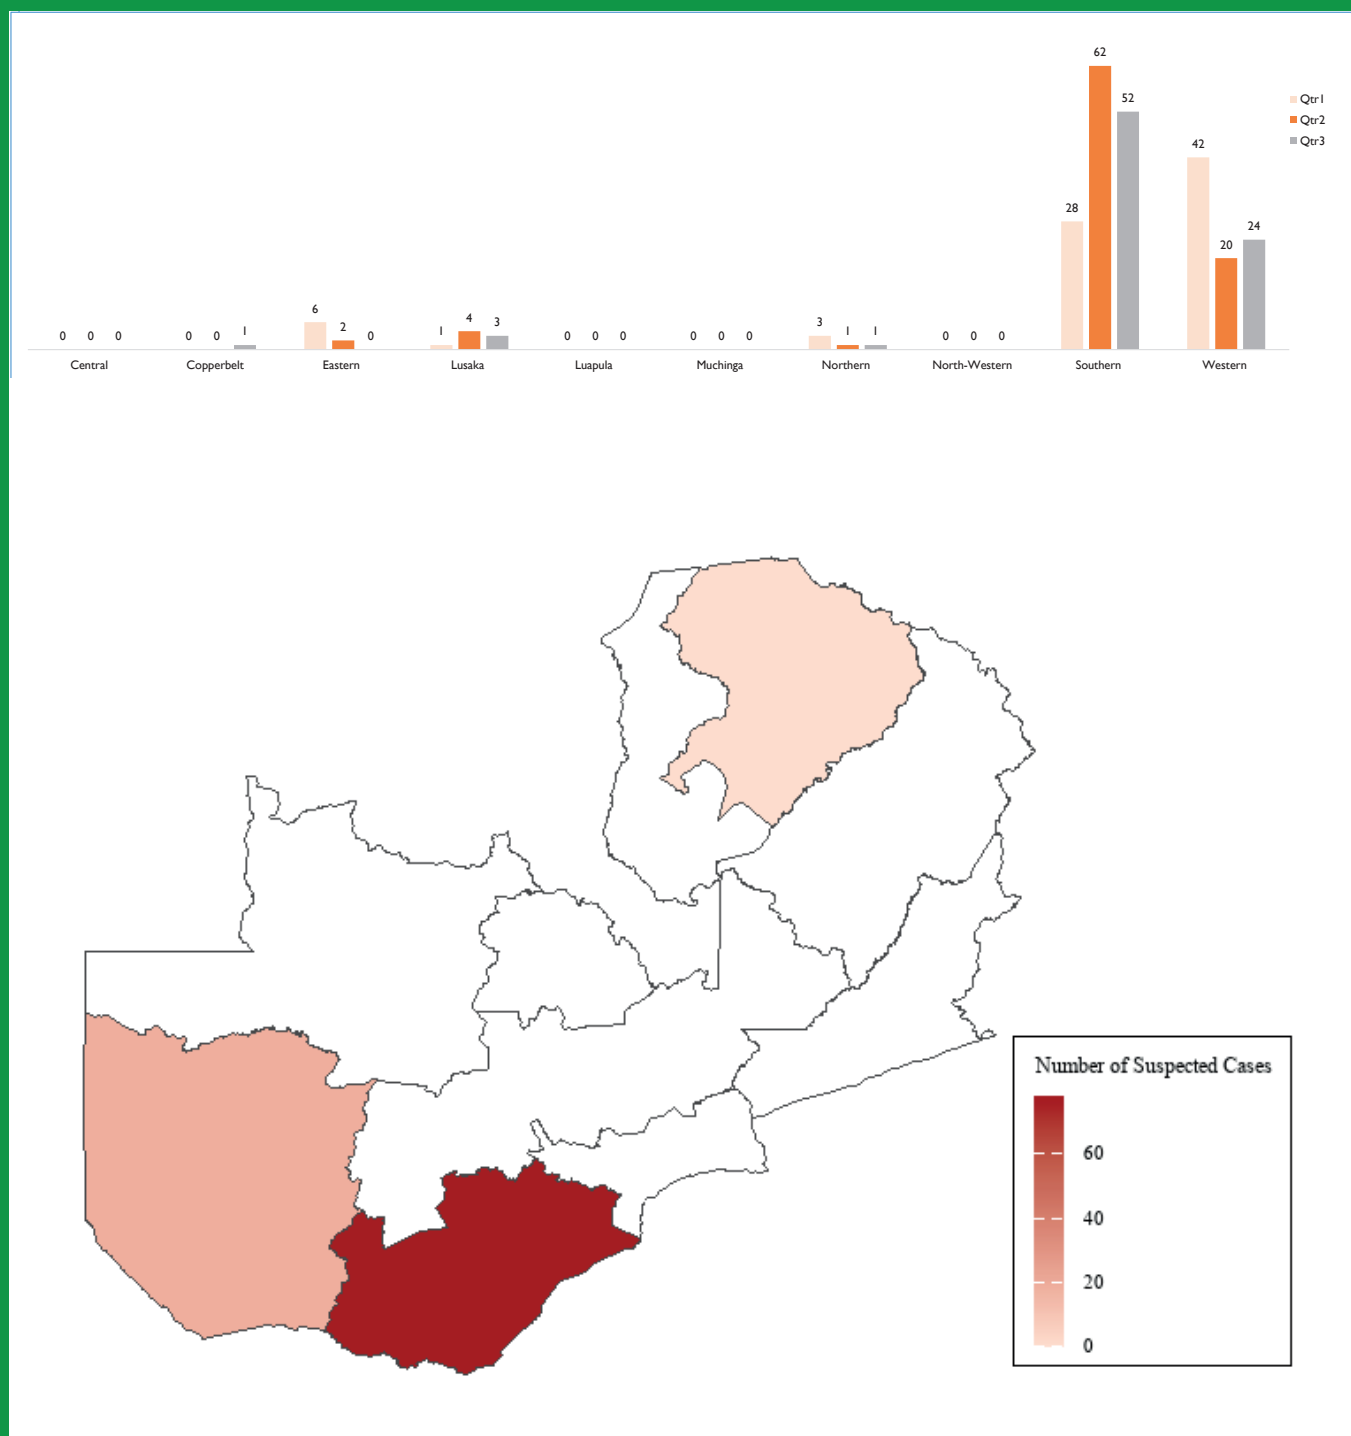 62
52
42
28
24
20
6
2
0
1
4
3
3
1
1
0 0 0
0 0 1
0 0 0
0 0 0
0 0 0
Central
Copperbelt
Eastern
Lusaka
Luapula
Muchinga
Northern
North-Western
Southern
Western
Qtr1
Qtr2
Qtr3
Number of Suspected Cases
60
40
20
0